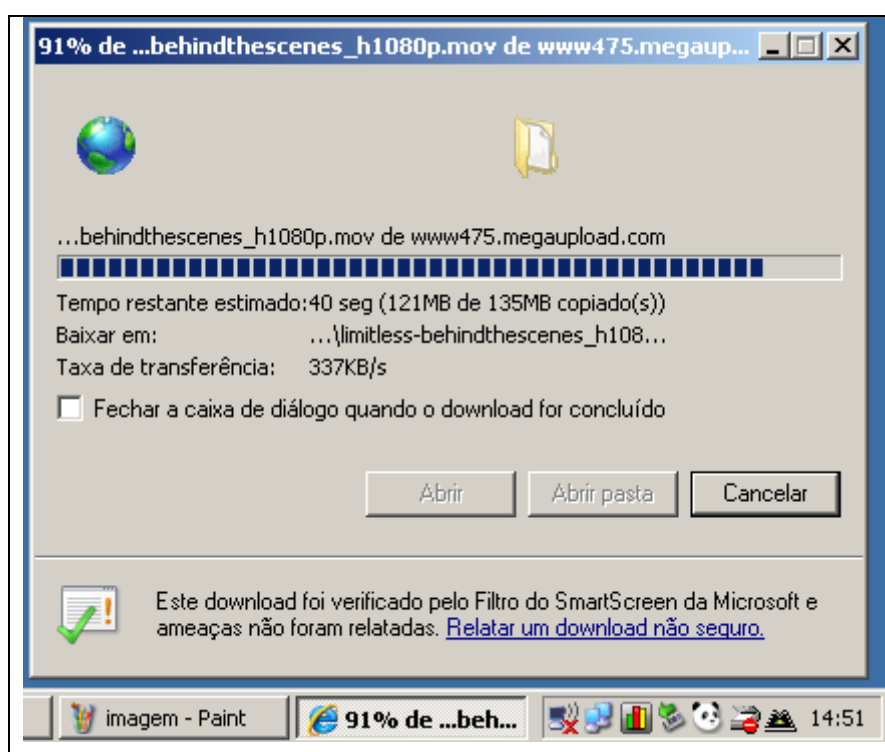 91% de ...behindthescenes_h1080p.mov de www475.megaup...
...behindthescenes_h1080p.mov de www475.megaupload.com
Tempo restante estimado:40 seg (121MB de 135MB copiado(s))
Baixar em: ...\limitless-behindthescenes_h108...
Taxa de transferência: 337KB/s
Fechar a caixa de diálogo quando o download for concluído
Abrir Abrir pasta Cancelar
Este download foi verificado pelo Filtro do SmartScreen da Microsoft e
ameaças não foram relatadas. Relatar um download não seguro.
imagem - Paint 91% de ...beh... 14:51